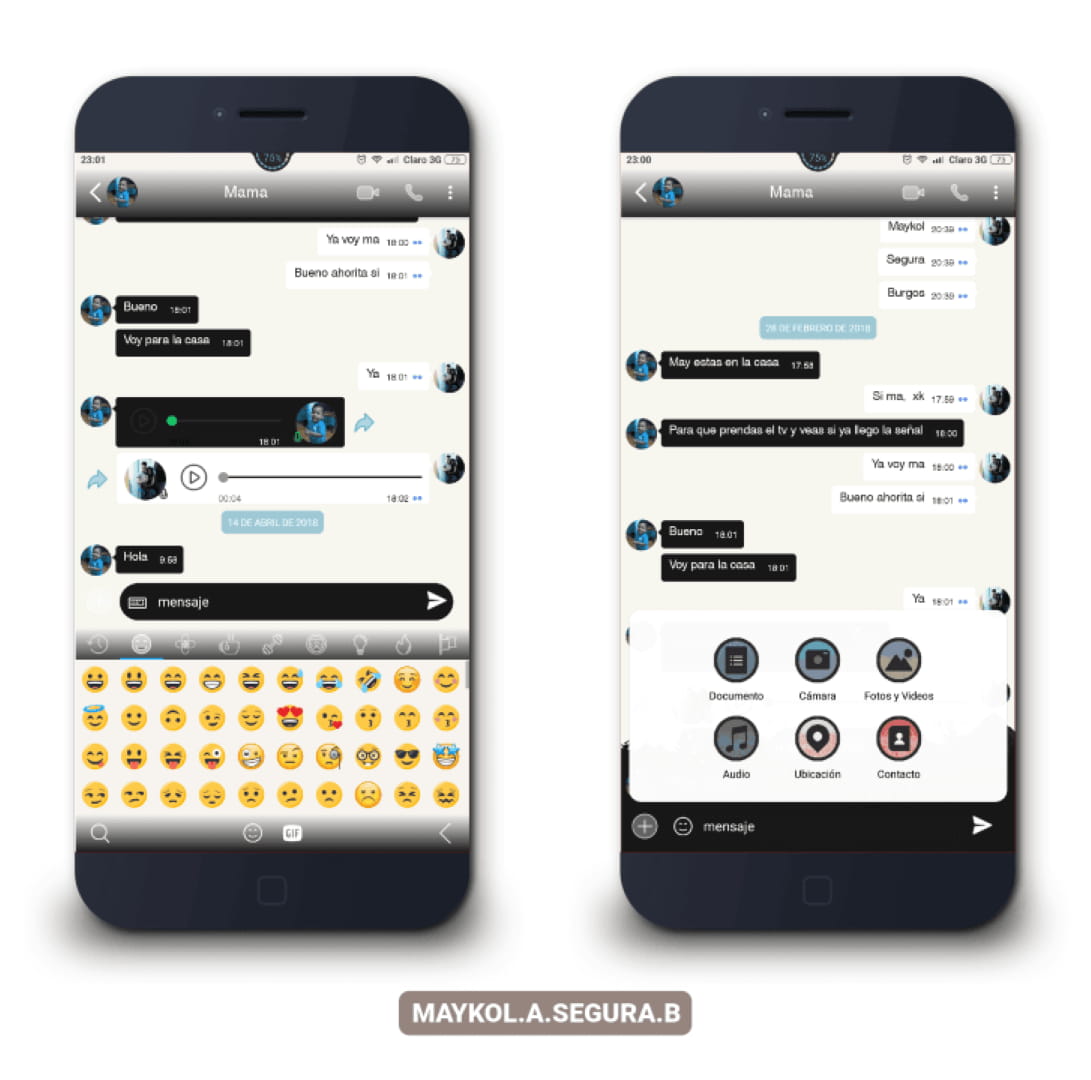 23:01
75%
Claro 3G
75
Mama
Ya voy ma 18:00
Bueno ahorita si 18:01
Bueno 18:01
Voy para la casa 18:01
Ya 18:01
18:01
00:04
18:02
14 DE ABRIL DE 2018
Hola 9:58
mensaje
GIF
23:00
75%
Claro 3G
75
Mama
Maykol 20:39
Segura 20:39
Burgos 20:39
28 DE FEBRERO DE 2018
May estas en la casa 17:58
Si ma, xk 17:59
Para que prendas el tv y veas si ya llego la señal 18:00
Ya voy ma 18:00
Bueno ahorita si 18:01
Bueno 18:01
Voy para la casa 18:01
Ya 18:01
Documento
Cámara
Fotos y Videos
Audio
Ubicación
Contacto
mensaje
MAYKOL.A.SEGURA.B